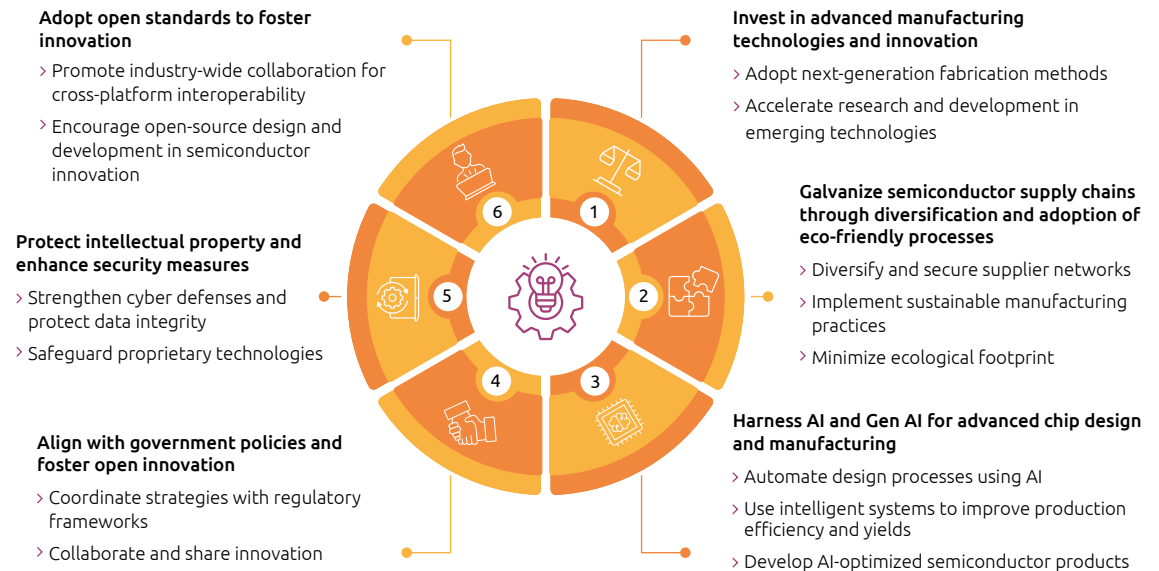 Adopt open standards to foster
innovation
> Promote industry-wide collaboration for
cross-platform interoperability
> Encourage open-source design and
development in semiconductor
innovation
Invest in advanced manufacturing
technologies and innovation
> Adopt next-generation fabrication methods
> Accelerate research and development in
emerging technologies
Galvanize semiconductor supply chains
through diversification and adoption of
eco-friendly processes
> Diversify and secure supplier networks
> Implement sustainable manufacturing
practices
> Minimize ecological footprint
Protect intellectual property and
enhance security measures
> Strengthen cyber defenses and
protect data integrity
> Safeguard proprietary technologies
6
1
5
2
4
3
Align with government policies and
foster open innovation
> Coordinate strategies with regulatory
frameworks
> Collaborate and share innovation
Harness AI and Gen AI for advanced chip design
and manufacturing
> Automate design processes using AI
> Use intelligent systems to improve production
efficiency and yields
> Develop AI-optimized semiconductor products